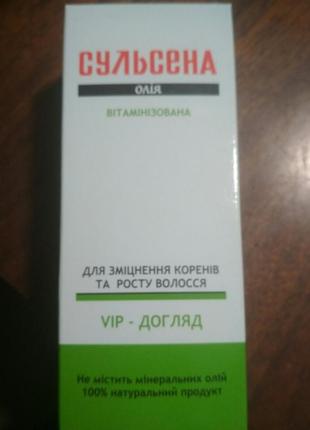 СУЛЬСЕНА
олія
ВІТАМІНІЗОВАНА
ДЛЯ ЗМІЦНЕННЯ КОРЕНІВ
ТА РОСТУ ВОЛОССЯ
VIP - ДОГЛЯД
Не містить мінеральних олій
100% натуральний продукт